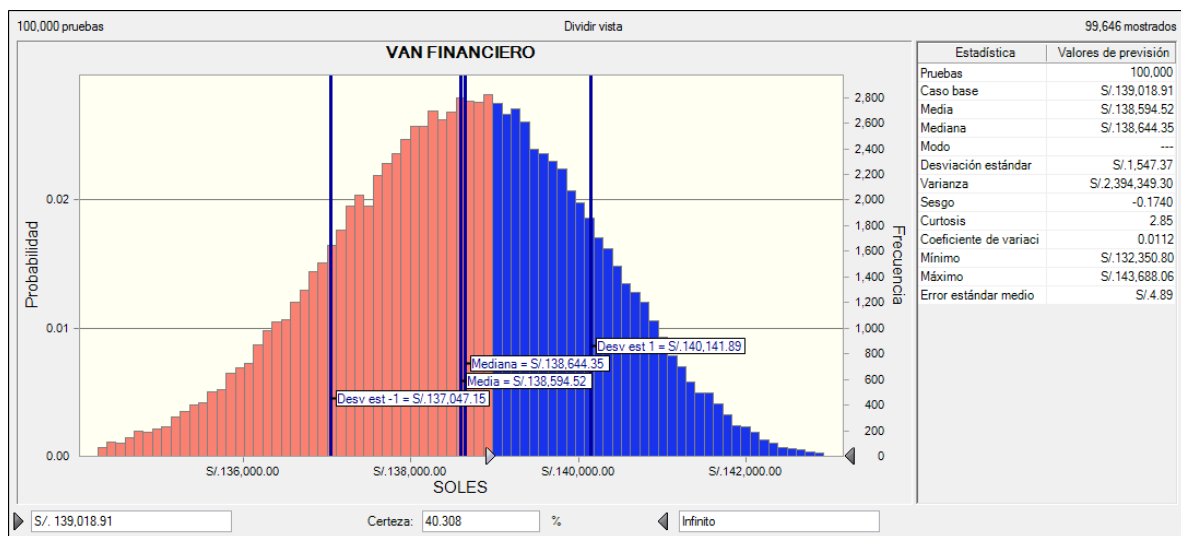 100,000 pruebas Dividir vista 99,646 mostrados
VAN FINANCIERO
Probabilidad
0.02
0.01
0.00
Frecuencia
2,800
2,600
2,400
2,200
2,000
1,800
1,600
1,400
1,200
1,000
800
600
400
200
0
Desv est 1 = S/.140,141.89
Mediana = S/.138,644.35
Media = S/.138,594.52
Desv est -1 = S/.137,047.15
S/.136,000.00 S/.138,000.00 S/.140,000.00 S/.142,000.00
SOLES
Estadística Valores de previsión
Pruebas 100,000
Caso base S/.139,018.91
Media S/.138,594.52
Mediana S/.138,644.35
Modo ---
Desviación estándar S/.1,547.37
Varianza S/.2,394,349.30
Sesgo -0.1740
Curtosis 2.85
Coeficiente de variaci 0.0112
Mínimo S/.132,350.80
Máximo S/.143,688.06
Error estándar medio S/.4.89
S/. 139,018.91 Certeza: 40.308 % Infinito